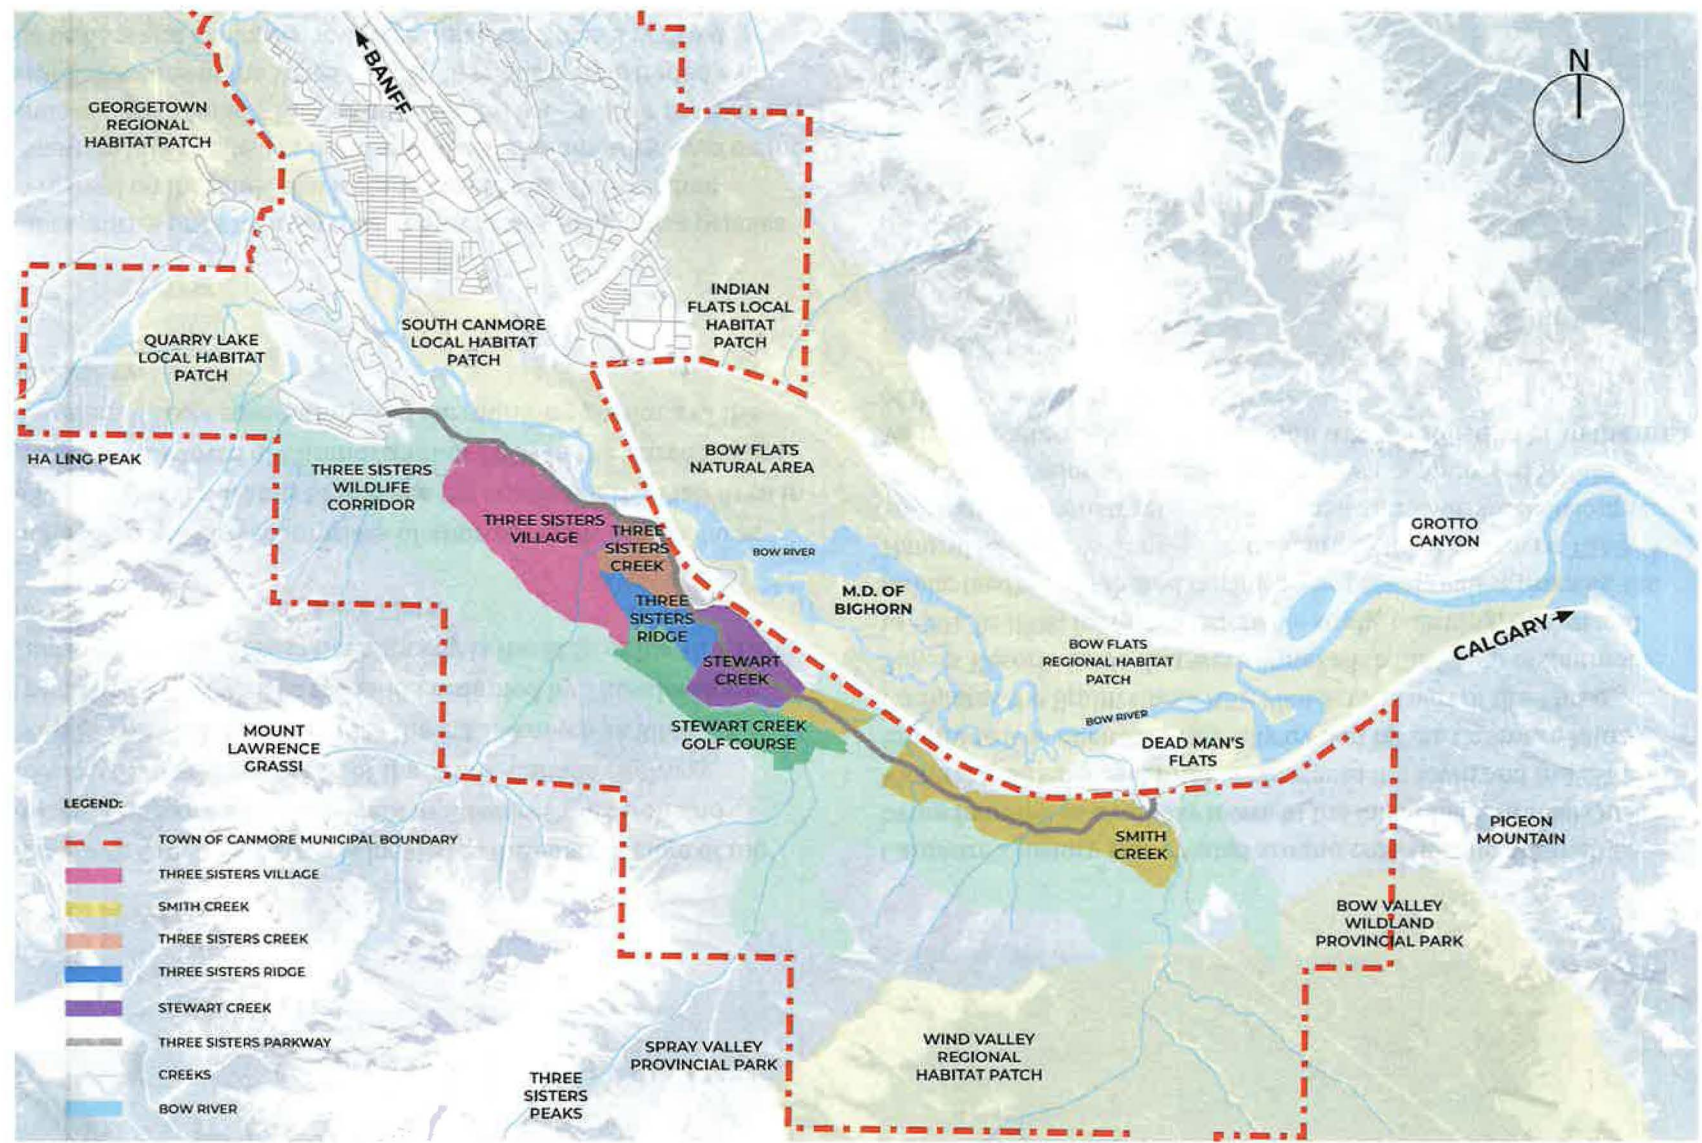 BANFF
N
GEORGETOWN
REGIONAL
HABITAT PATCH
INDIAN
FLATS LOCAL
HABITAT
PATCH
SOUTH CANMORE
LOCAL HABITAT
PATCH
QUARRY LAKE
LOCAL HABITAT
PATCH
HA LING PEAK
THREE SISTERS
WILDLIFE
CORRIDOR
BOW FLATS
NATURAL AREA
THREE SISTERS
VILLAGE
THREE
SISTERS
CREEK
BOW RIVER
GROTTO
CANYON
M.D. OF
BIGHORN
THREE
SISTERS
RIDGE
CALGARY
BOW FLATS
REGIONAL HABITAT
PATCH
STEWART
CREEK
BOW RIVER
STEWART CREEK
GOLF COURSE
DEAD MAN'S
FLATS
MOUNT
LAWRENCE
GRASSI
SMITH
CREEK
PIGEON
MOUNTAIN
BOW VALLEY
WILDLAND
PROVINCIAL PARK
WIND VALLEY
REGIONAL
HABITAT PATCH
SPRAY VALLEY
PROVINCIAL PARK
THREE
SISTERS
PEAKS
LEGEND:
TOWN OF CANMORE MUNICIPAL BOUNDARY
THREE SISTERS VILLAGE
SMITH CREEK
THREE SISTERS CREEK
THREE SISTERS RIDGE
STEWART CREEK
THREE SISTERS PARKWAY
CREEKS
BOW RIVER